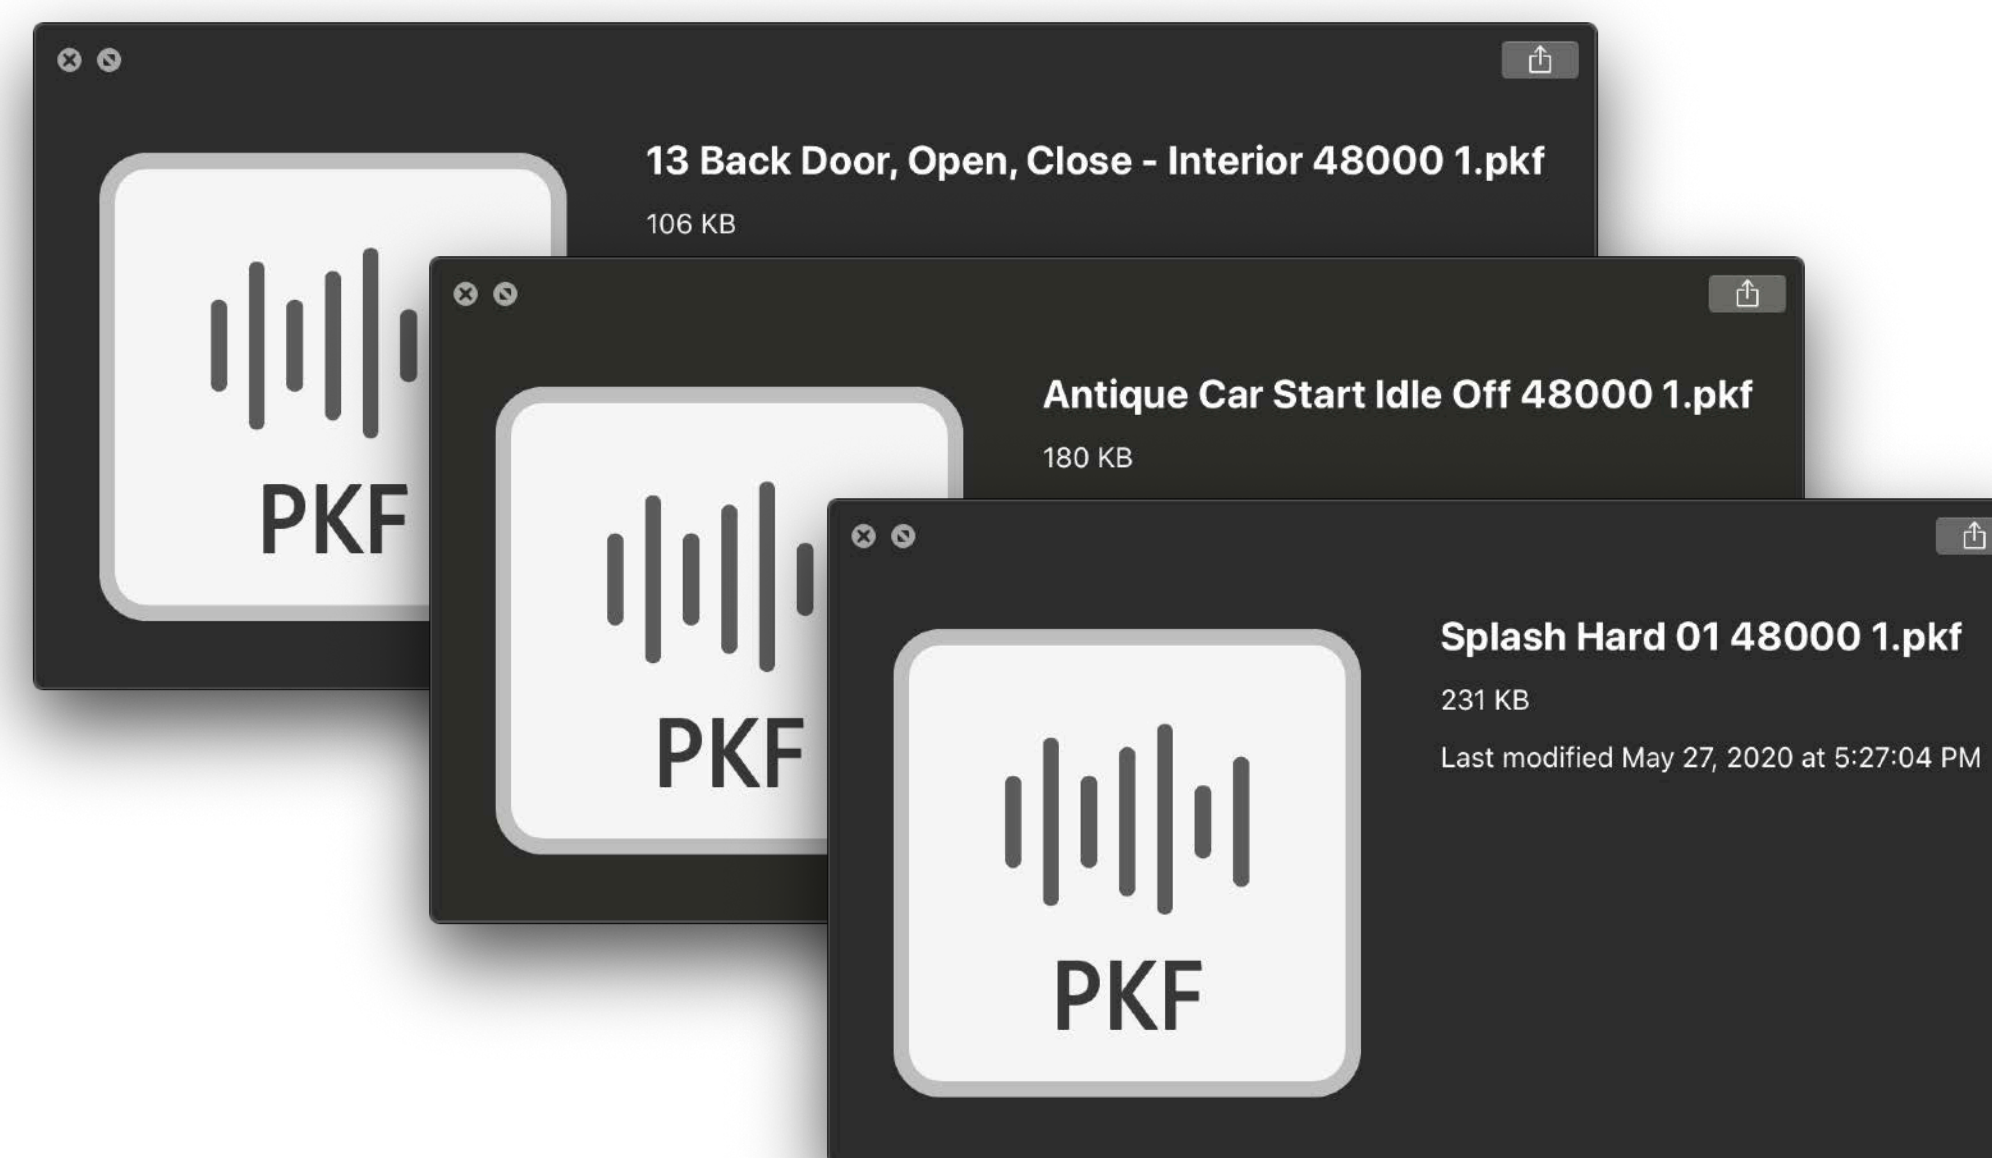 13 Back Door, Open, Close - Interior 48000 1.pkf
106 KB
PKF
Antique Car Start Idle Off 48000 1.pkf
180 KB
PKF
Splash Hard 01 48000 1.pkf
231 KB
Last modified May 27, 2020 at 5:27:04 PM
PKF